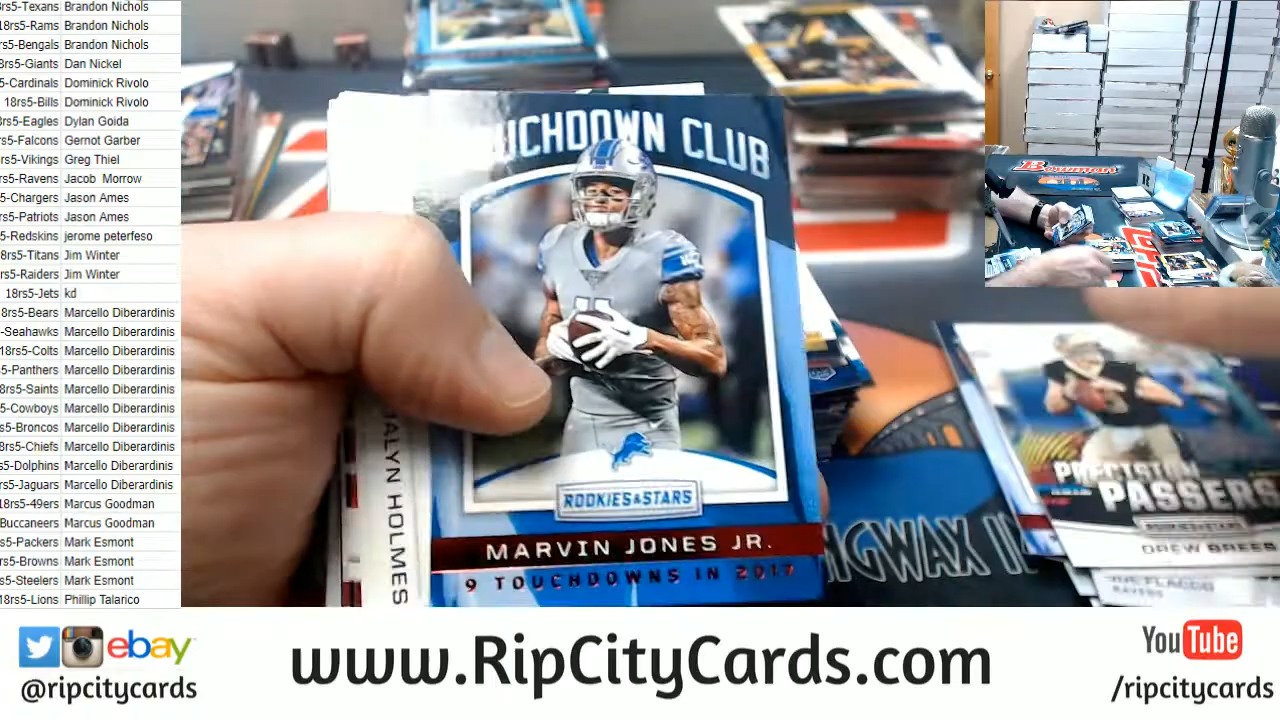 rs5-Texans Brandon Nichols
18rs5-Rams Brandon Nichols
rs5-Bengals Brandon Nichols
8rs5-Giants Dan Nickel
5-Cardinals Dominick Rivolo
18rs5-Bills Dominick Rivolo
rs5-Eagles Dylan Goida
rs5-Falcons Gernot Garber
rs5-Vikings Greg Thiel
rs5-Ravens Jacob Morrow
5-Chargers Jason Ames
rs5-Patriots Jason Ames
5-Redskins jerome peterfeso
8rs5-Titans Jim Winter
rs5-Raiders Jim Winter
18rs5-Jets kd
8rs5-Bears Marcello Diberardinis
-Seahawks Marcello Diberardinis
18rs5-Colts Marcello Diberardinis
5-Panthers Marcello Diberardinis
8rs5-Saints Marcello Diberardinis
5-Cowboys Marcello Diberardinis
5-Broncos Marcello Diberardinis
8rs5-Chiefs Marcello Diberardinis
s5-Dolphins Marcello Diberardinis
s5-Jaguars Marcello Diberardinis
18rs5-49ers Marcus Goodman
Buccaneers Marcus Goodman
s5-Packers Mark Esmont
rs5-Browns Mark Esmont
s5-Steelers Mark Esmont
18rs5-Lions Phillip Talarico
UCHDOWN CLUB
ROOKIES & STARS
MARVIN JONES JR.
9 TOUCHDOWNS IN 2017
ALYN HOLMES
PRECISION
PASSERS
DREW BREES
JOE FLACCO
RAVENS
NGWAX
Bowman
ebay
@ripcitycards
www.RipCityCards.com
YouTube
/ripcitycards